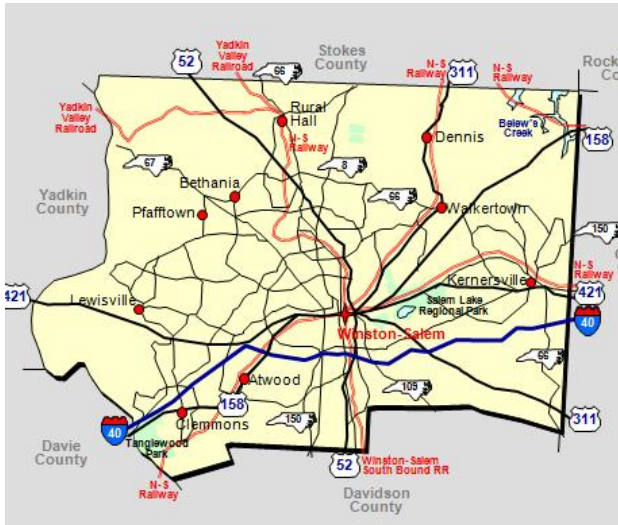 Yadkin
Valley
Railroad
66
Stokes
County
N-S
Railway
311
N-S
Railway
52
Yadkin
Valley
Railroad
Rural
Hall
N-S
Railway
Dennis
Belew's
Creek
158
67
8
66
Bethania
Pfafftown
Walkertown
Yadkin
County
150
N-S
Railway
421
Kernersville
421
Lewisville
Salem Lake
Regional Park
Winston-Salem
40
66
Atwood
109
158
150
311
Clemmons
40
Tanglewood
Park
Davie
County
N-S
Railway
52
Winston-Salem
South Bound RR
Davidson
County